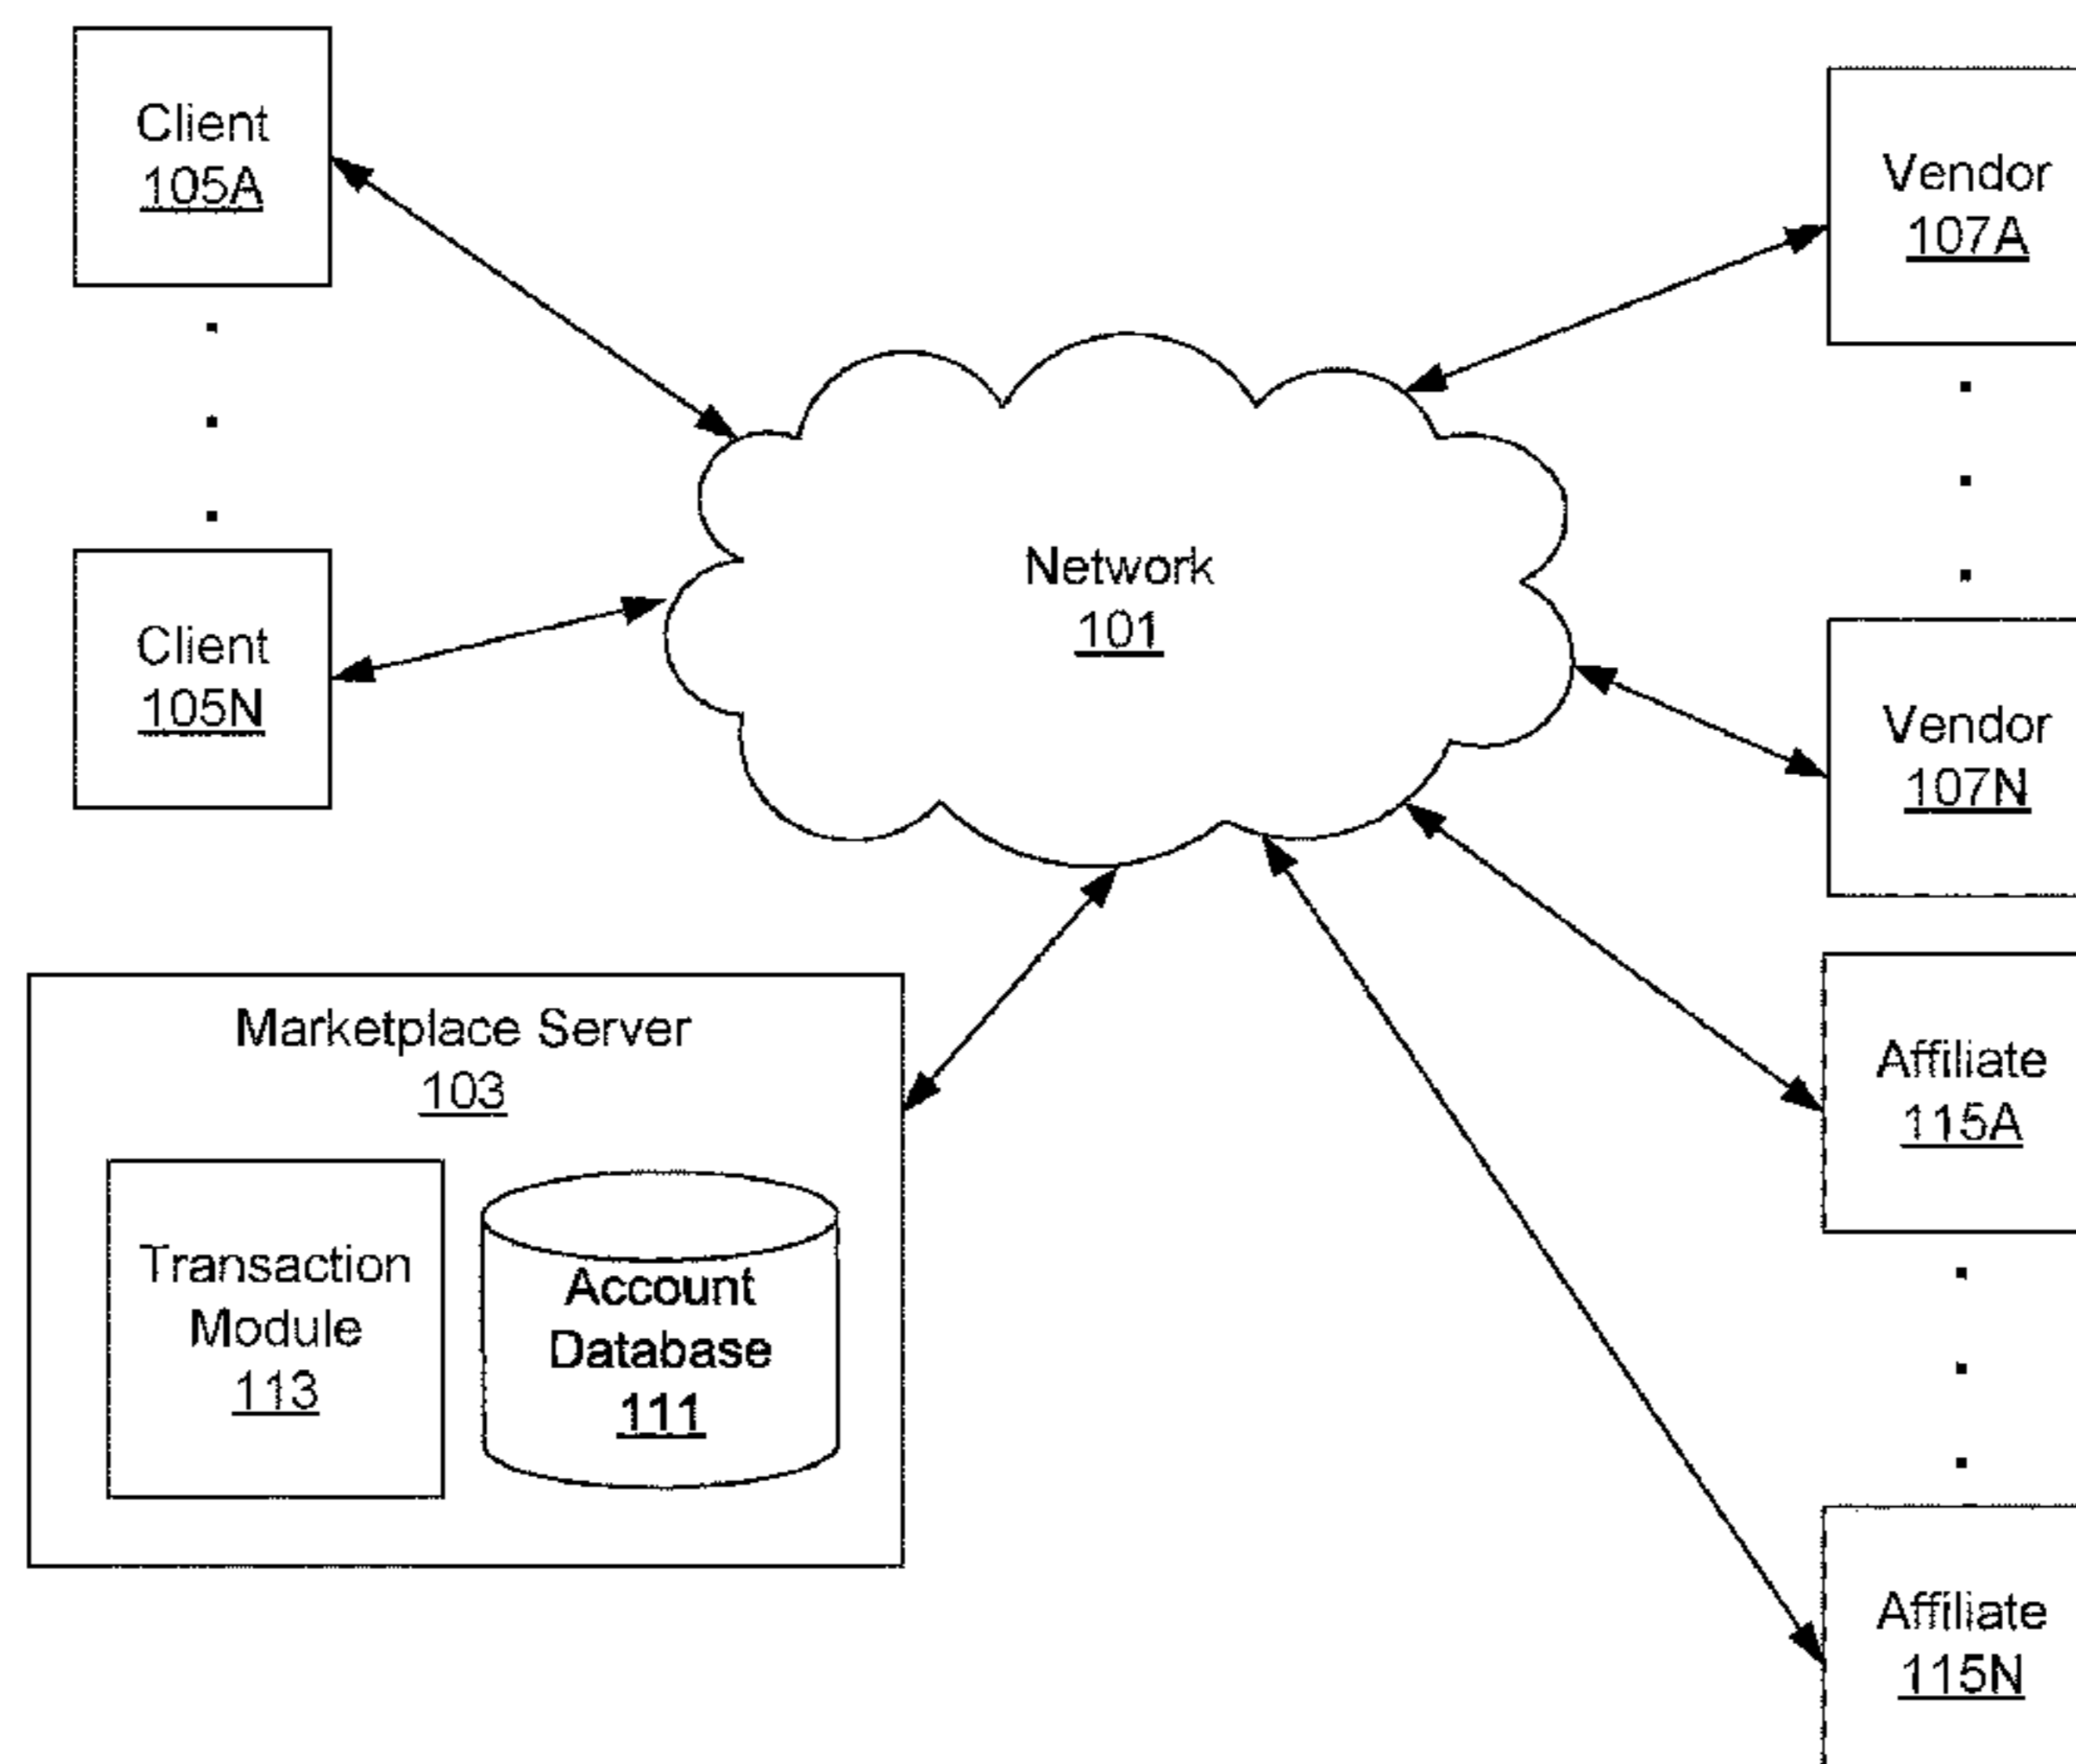 Client
105A
Vendor
107A
Network
101
Client
105N
Vendor
107N
Marketplace Server
103
Transaction
Module
113
Account
Database
111
Affiliate
115A
Affiliate
115N